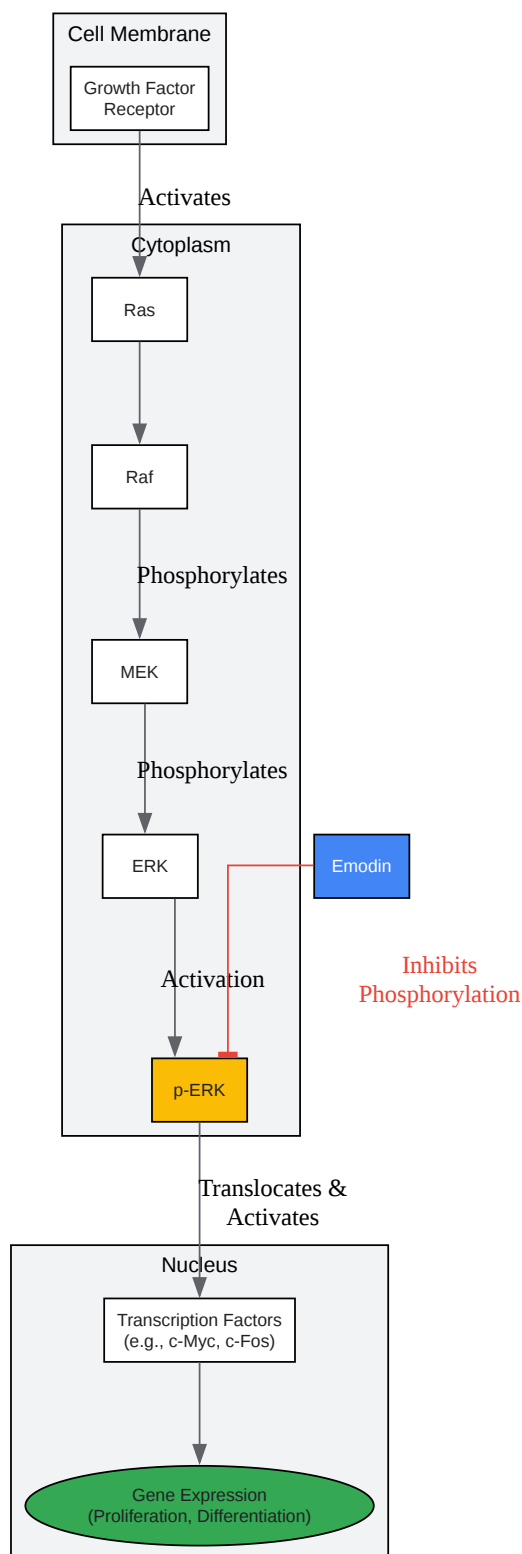 Cell Membrane
Growth Factor
Receptor
Activates
Cytoplasm
Ras
Raf
Phosphorylates
MEK
Phosphorylates
ERK
Emodin
Inhibits
Phosphorylation
Activation
p-ERK
Translocates &
Activates
Nucleus
Transcription Factors
(e.g., c-Myc, c-Fos)
Gene Expression
(Proliferation, Differentiation)